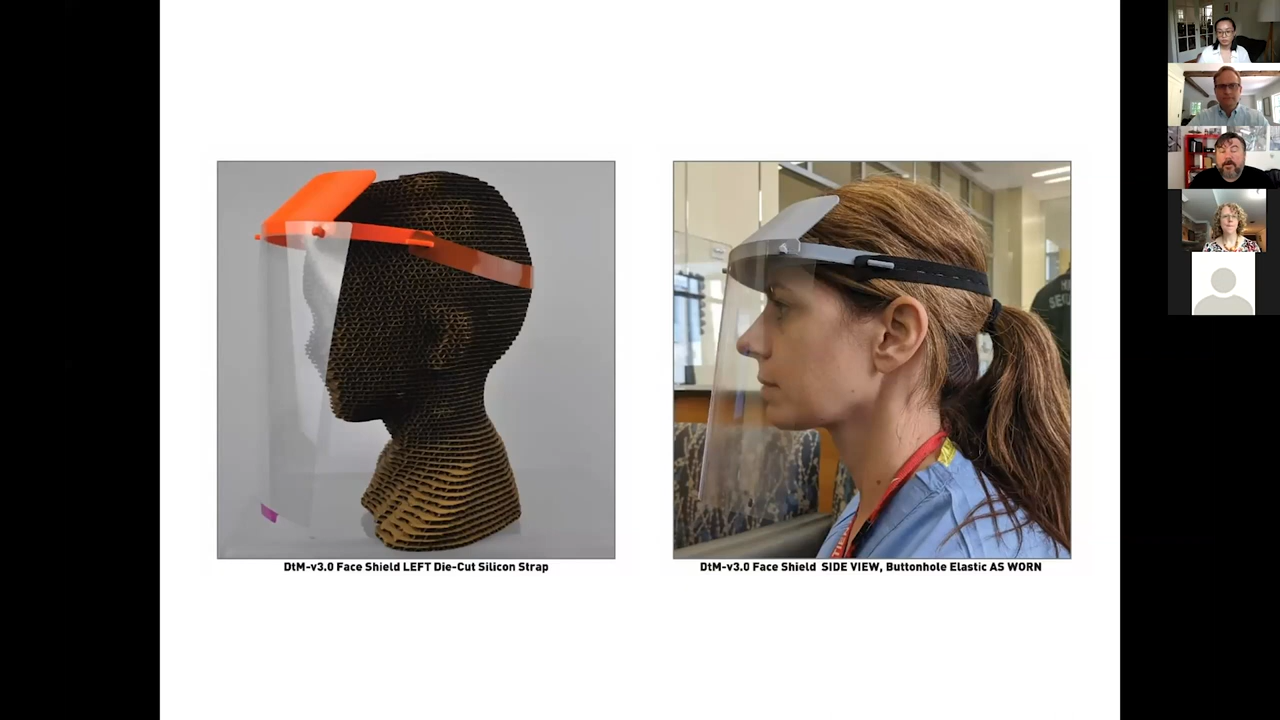 DtM-v3.0 Face Shield LEFT Die-Cut Silicon Strap
DtM-v3.0 Face Shield SIDE VIEW, Buttonhole Elastic AS WORN